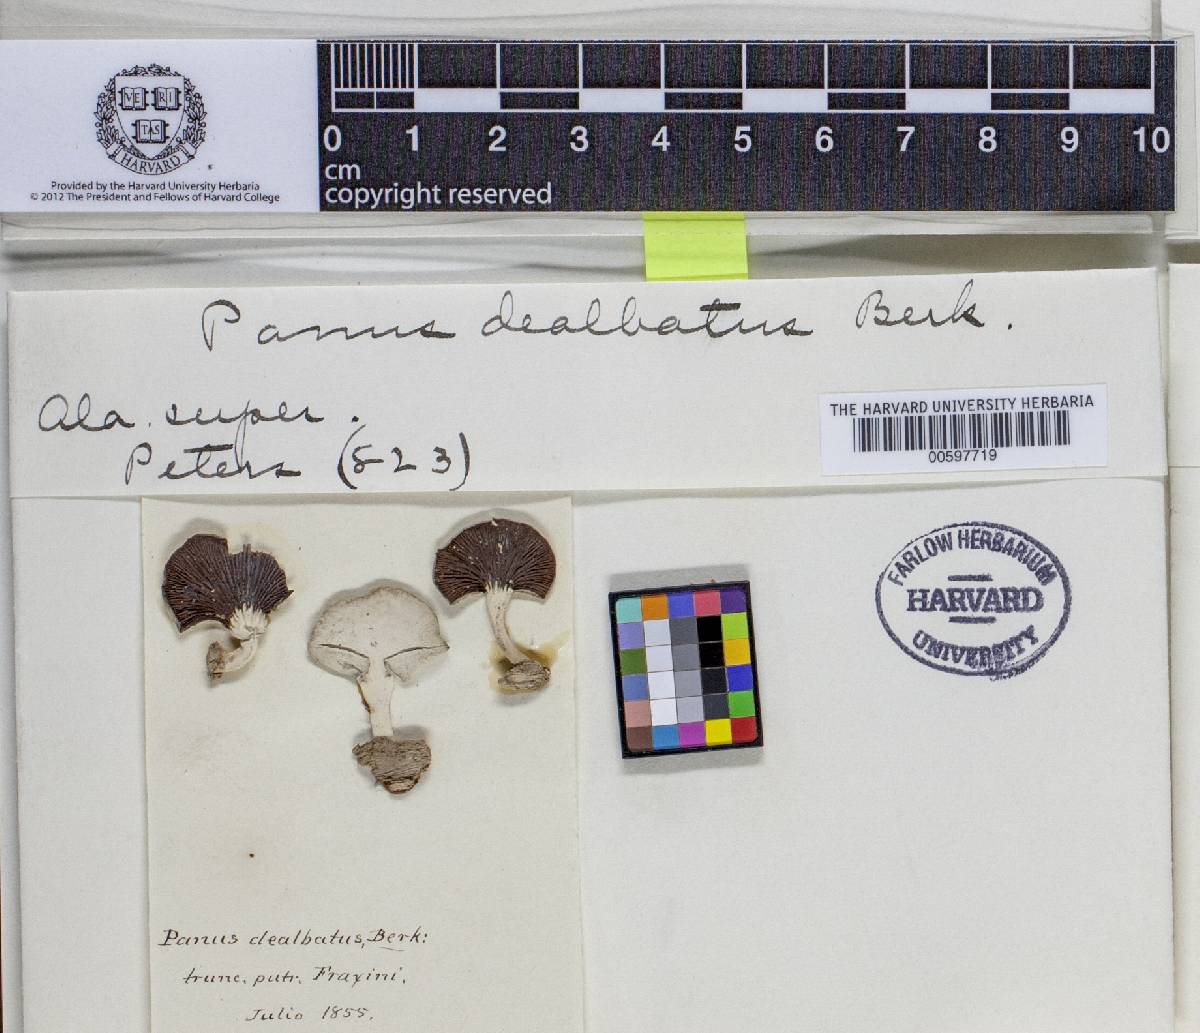 VE RI
TAS
HARVARD
Provided by the Harvard University Herbaria
© 2012 The President and Fellows of Harvard College
0 1 2 3 4 5 6 7 8 9 10
cm
copyright reserved
Panus dealbatus Berk.
Ala. super.
Peters (823)
THE HARVARD UNIVERSITY HERBARIA
00597719
FARLOW HERBARIUM
HARVARD
UNIVERSITY
Panus dealbatus, Berk:
trunc. putr. Fraxini.
Julio 1855.